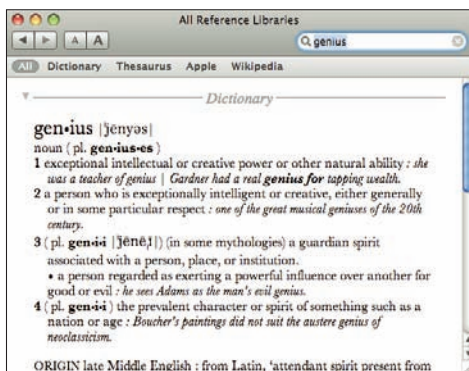 All Reference Libraries
A A genius
All Dictionary Thesaurus Apple Wikipedia
Dictionary
gen•ius |ˈjēnyəs|
noun ( pl. gen•ius•es )
1 exceptional intellectual or creative power or other natural ability : she
was a teacher of genius | Gardner had a real genius for tapping wealth.
2 a person who is exceptionally intelligent or creative, either generally
or in some particular respect : one of the great musical geniuses of the 20th
century.
3 ( pl. gen•i•i |ˈjēnēˌī|) (in some mythologies) a guardian spirit
associated with a person, place, or institution.
• a person regarded as exerting a powerful influence over another for
good or evil : he sees Adams as the man's evil genius.
4 ( pl. gen•i•i ) the prevalent character or spirit of something such as a
nation or age : Boucher's paintings did not suit the austere genius of
neoclassicism.
ORIGIN late Middle English : from Latin, 'attendant spirit present from